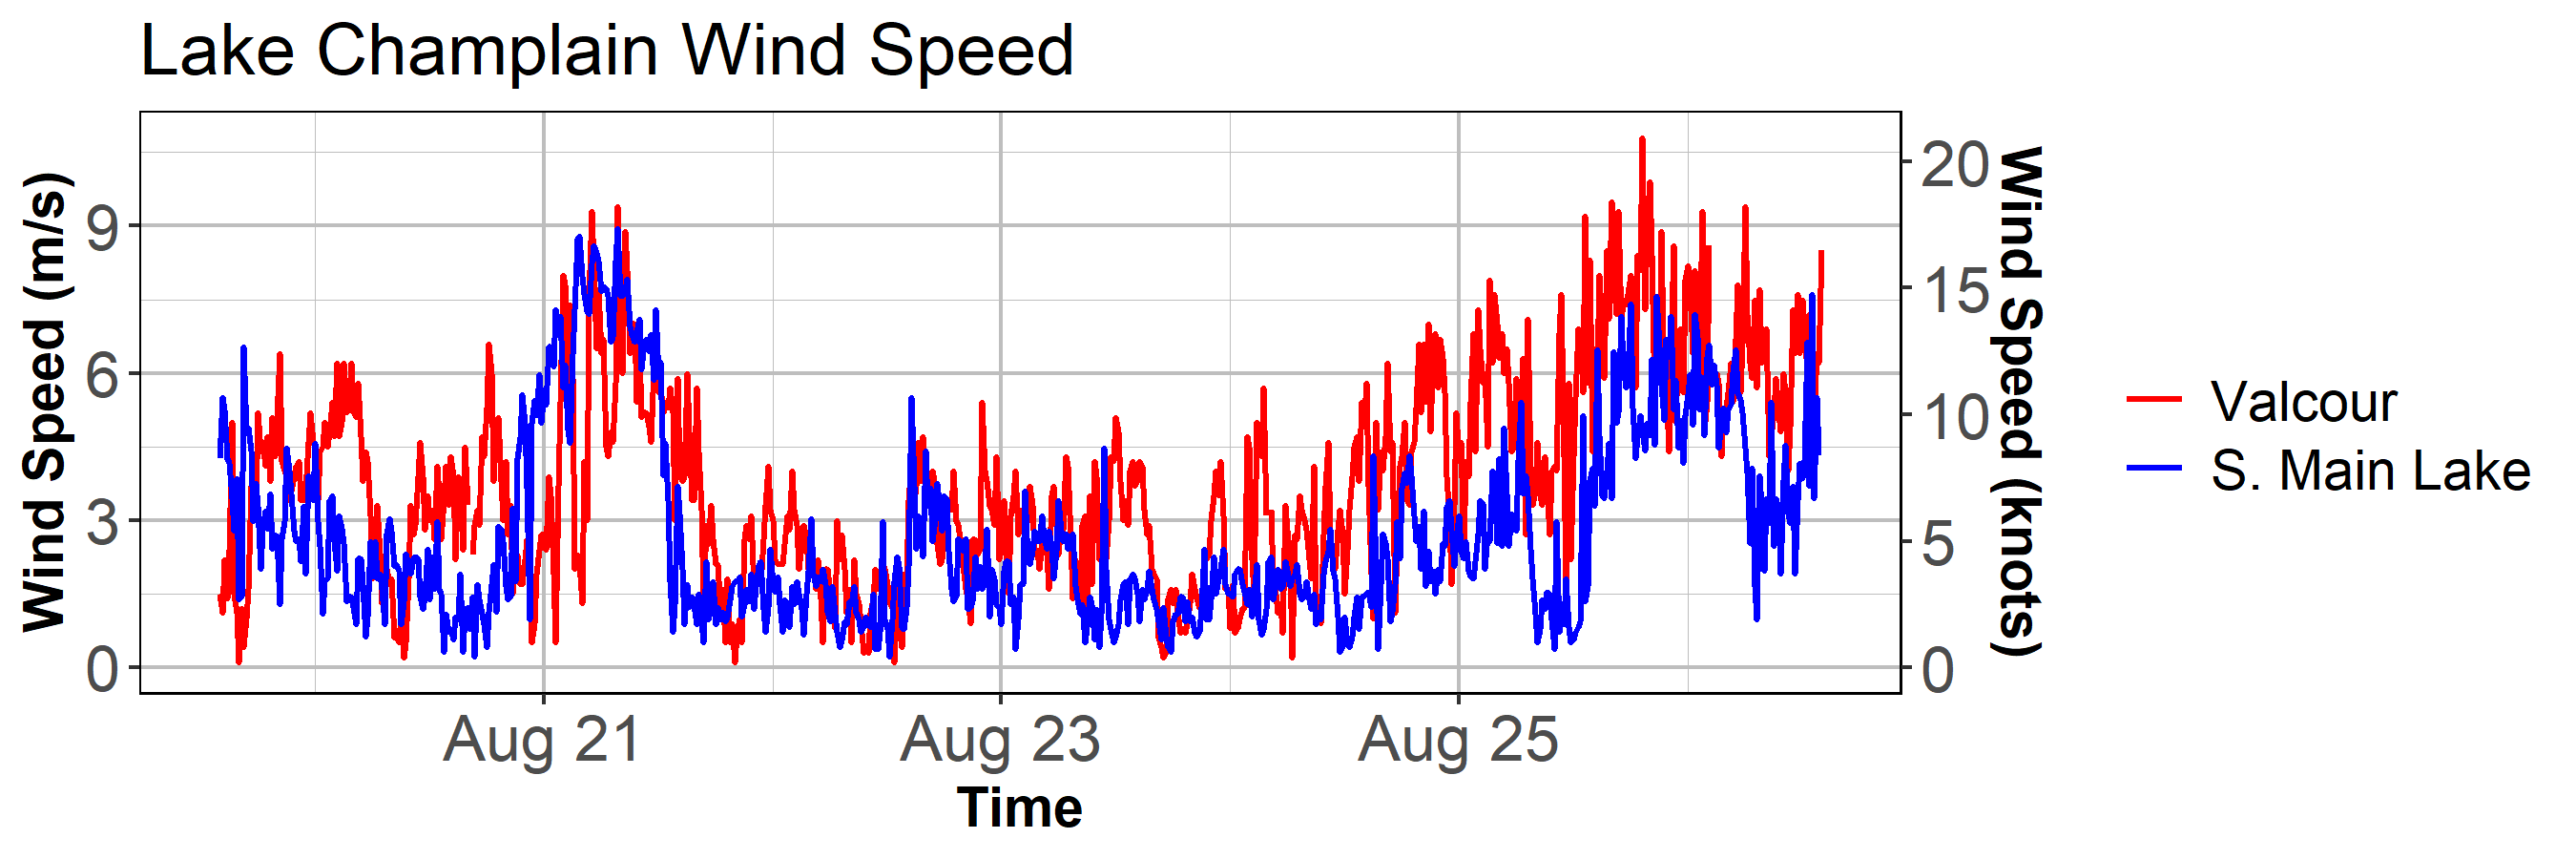 Lake Champlain Wind Speed
Wind Speed (m/s)
9
6
3
0
20
15
10
5
0
Wind Speed (knots)
Aug 21
Aug 23
Aug 25
Time
Valcour
S. Main Lake